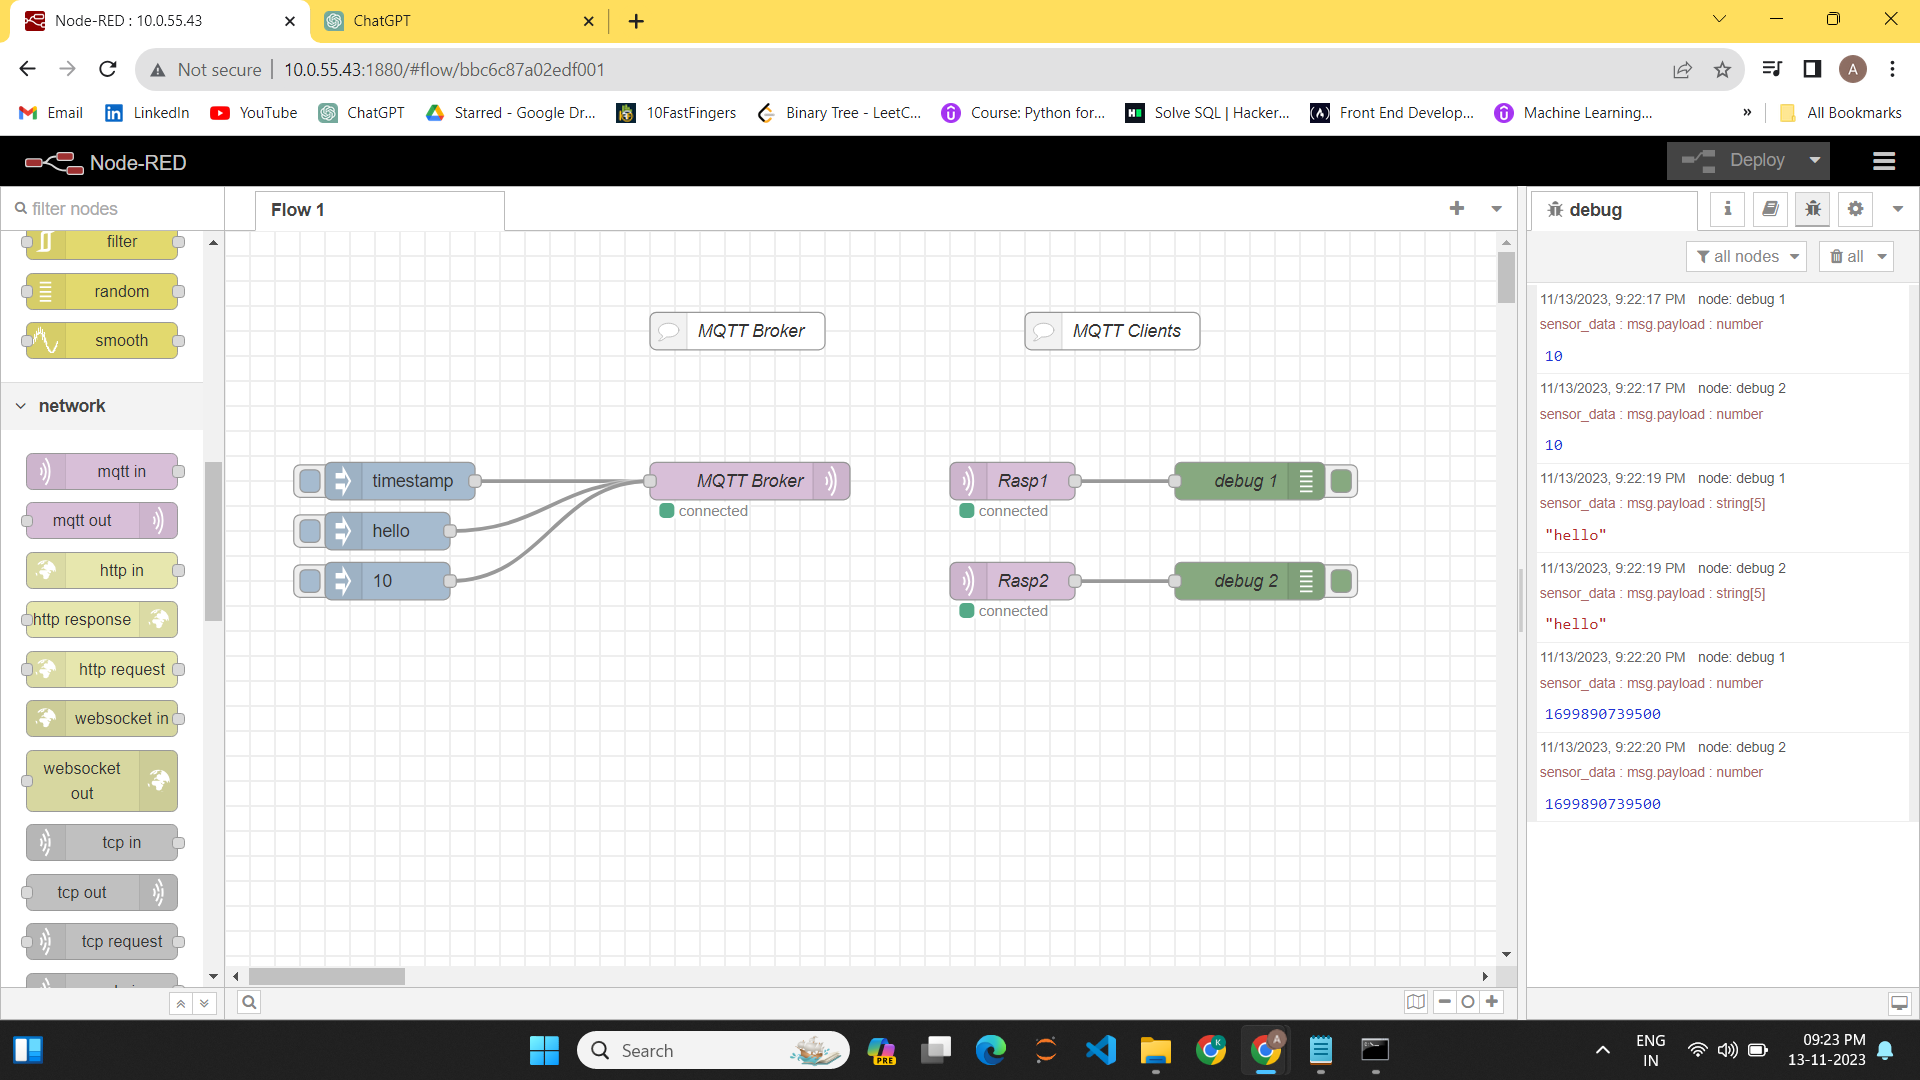 Node-RED : 10.0.55.43
ChatGPT
Not secure
10.0.55.43:1880/#flow/bbc6c87a02edf001
A
Email
LinkedIn
YouTube
ChatGPT
Starred - Google Dr...
10FastFingers
Binary Tree - LeetC...
Course: Python for...
Solve SQL | Hacker...
Front End Develop...
Machine Learning...
»
All Bookmarks
Node-RED
Deploy
filter nodes
Flow 1
debug
all nodes
all
filter
random
smooth
network
mqtt in
mqtt out
http in
http response
http request
websocket in
websocket
out
tcp in
tcp out
tcp request
MQTT Broker
MQTT Clients
timestamp
hello
10
MQTT Broker
connected
Rasp1
connected
debug 1
Rasp2
connected
debug 2
11/13/2023, 9:22:17 PM node: debug 1
sensor_data : msg.payload : number
10
11/13/2023, 9:22:17 PM node: debug 2
sensor_data : msg.payload : number
10
11/13/2023, 9:22:19 PM node: debug 1
sensor_data : msg.payload : string[5]
"hello"
11/13/2023, 9:22:19 PM node: debug 2
sensor_data : msg.payload : string[5]
"hello"
11/13/2023, 9:22:20 PM node: debug 1
sensor_data : msg.payload : number
1699890739500
11/13/2023, 9:22:20 PM node: debug 2
sensor_data : msg.payload : number
1699890739500
Search
PRE
K
A
ENG
IN
09:23 PM
13-11-2023